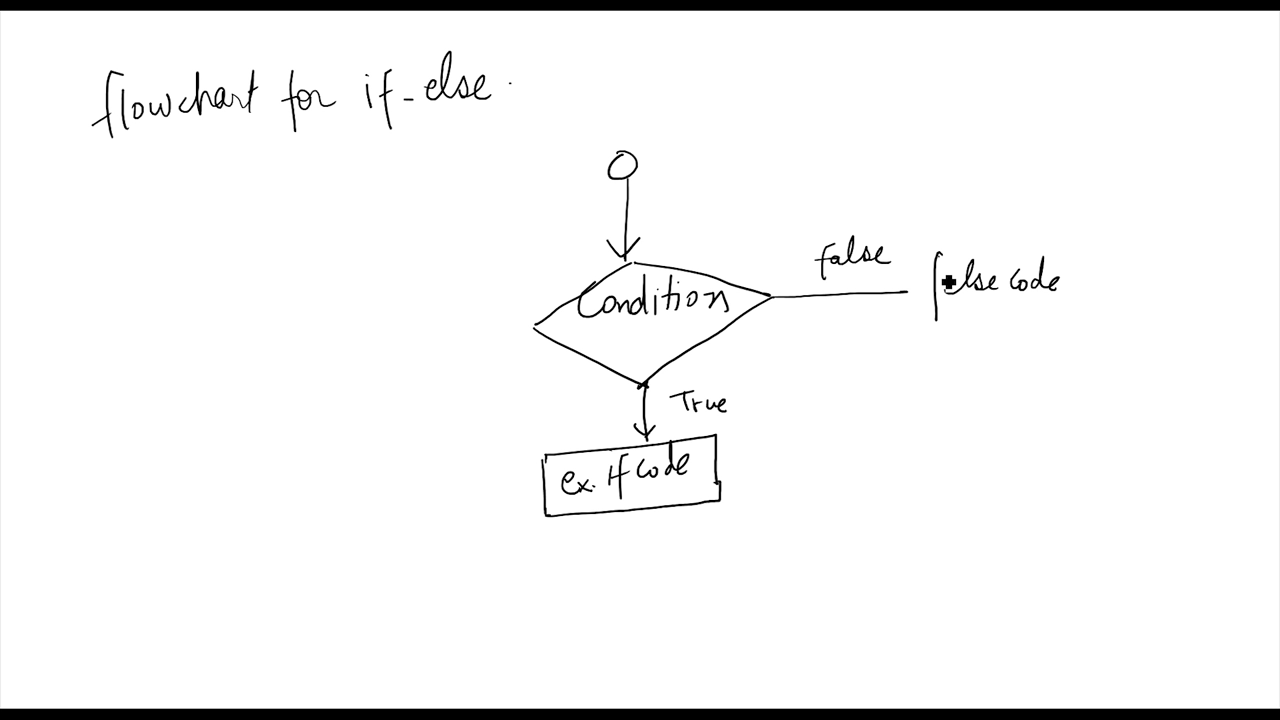 flowchart for if-else.
false
else code
Condition
True
ex. if code